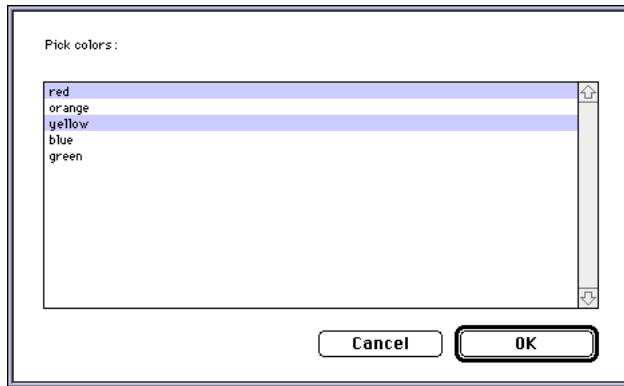 Pick colors:
red
orange
yellow
blue
green
Cancel
OK